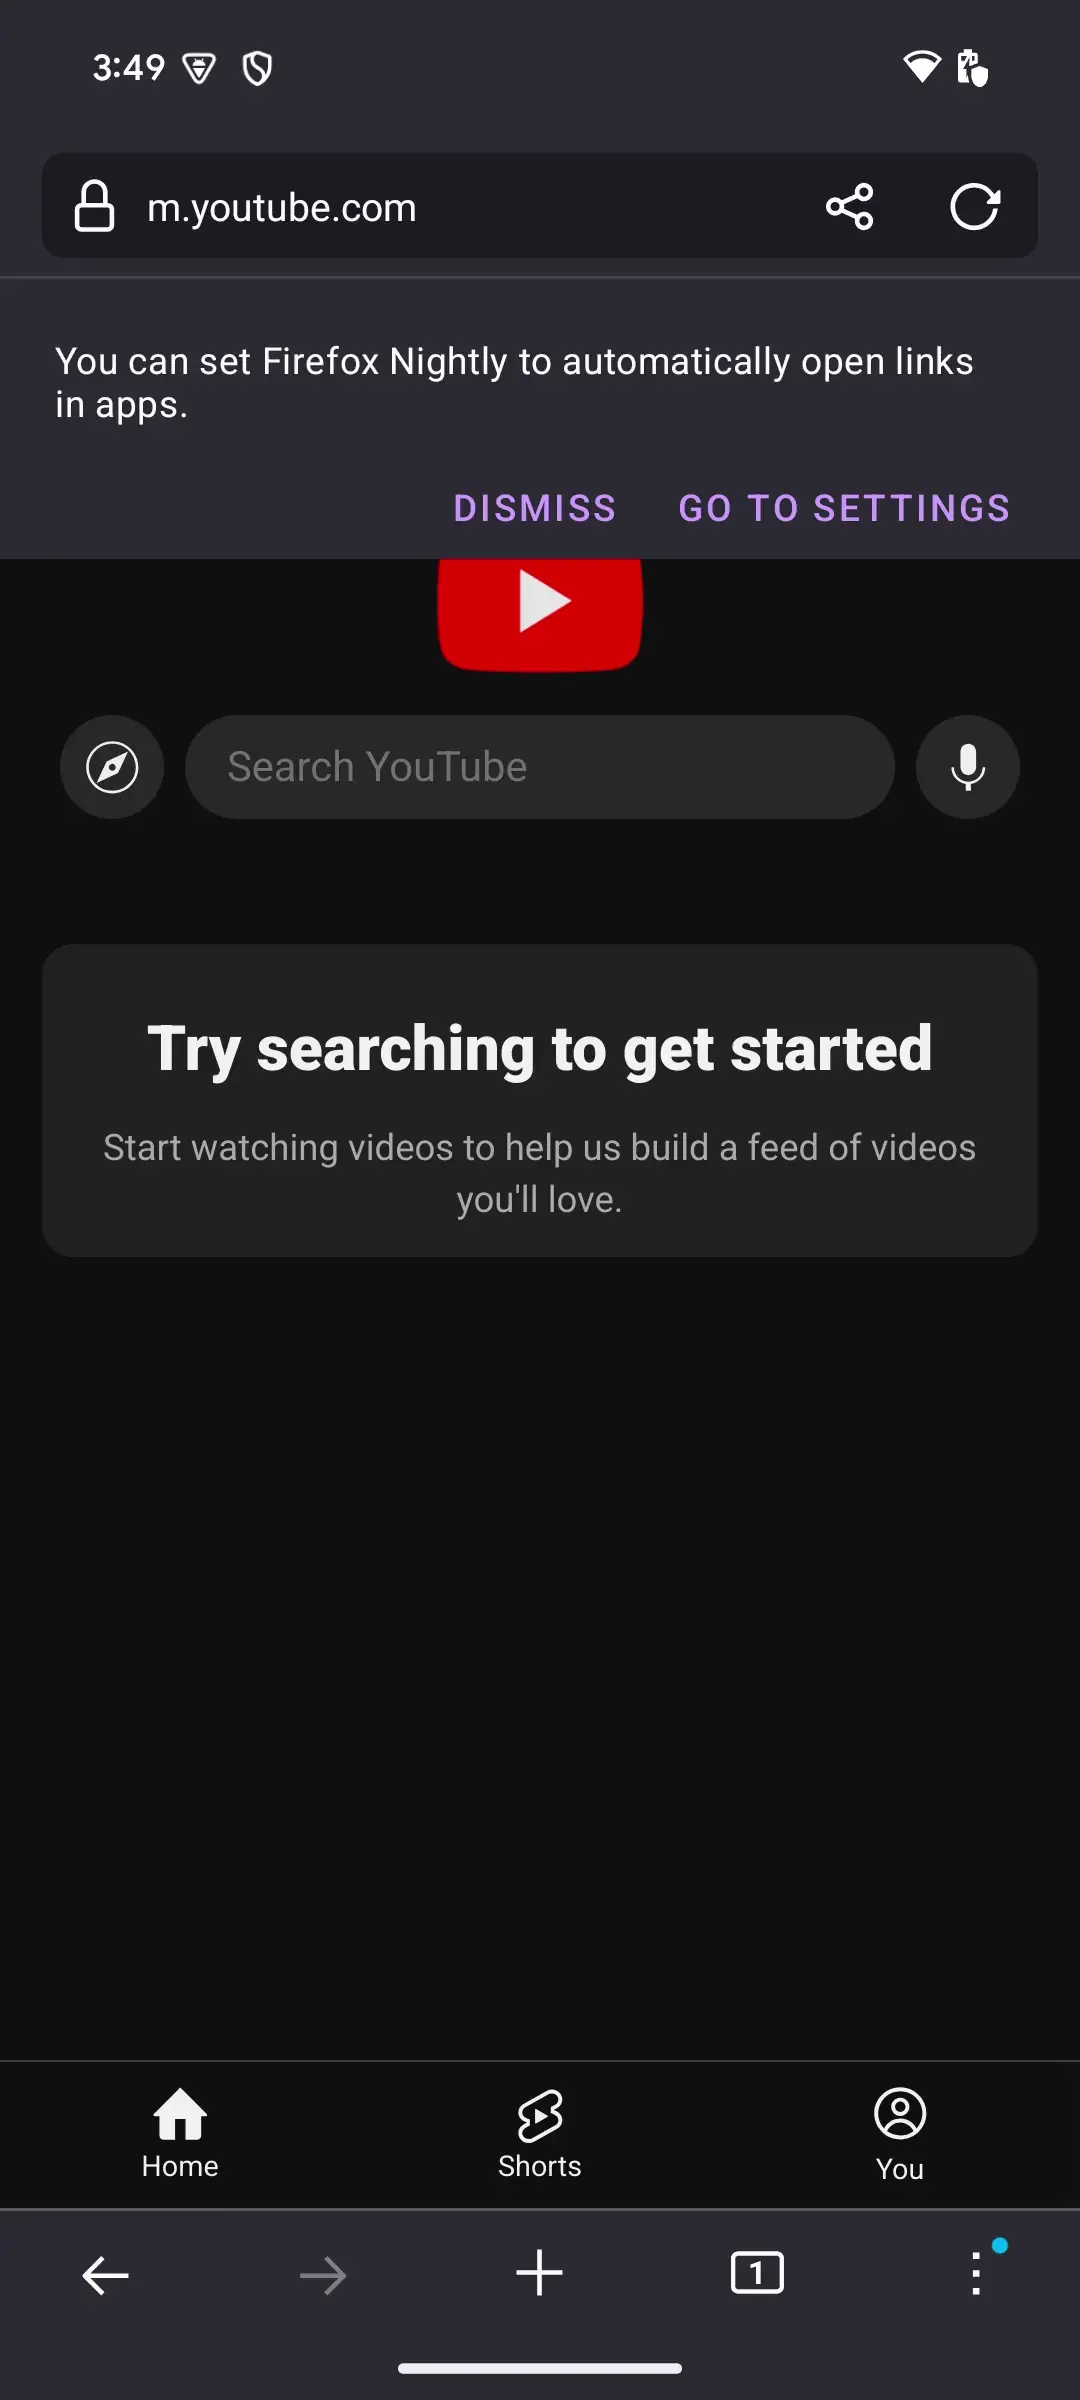 3:49
m.youtube.com
You can set Firefox Nightly to automatically open links
in apps.
DISMISS GO TO SETTINGS
Search YouTube
Try searching to get started
Start watching videos to help us build a feed of videos
you'll love.
Home Shorts You
1